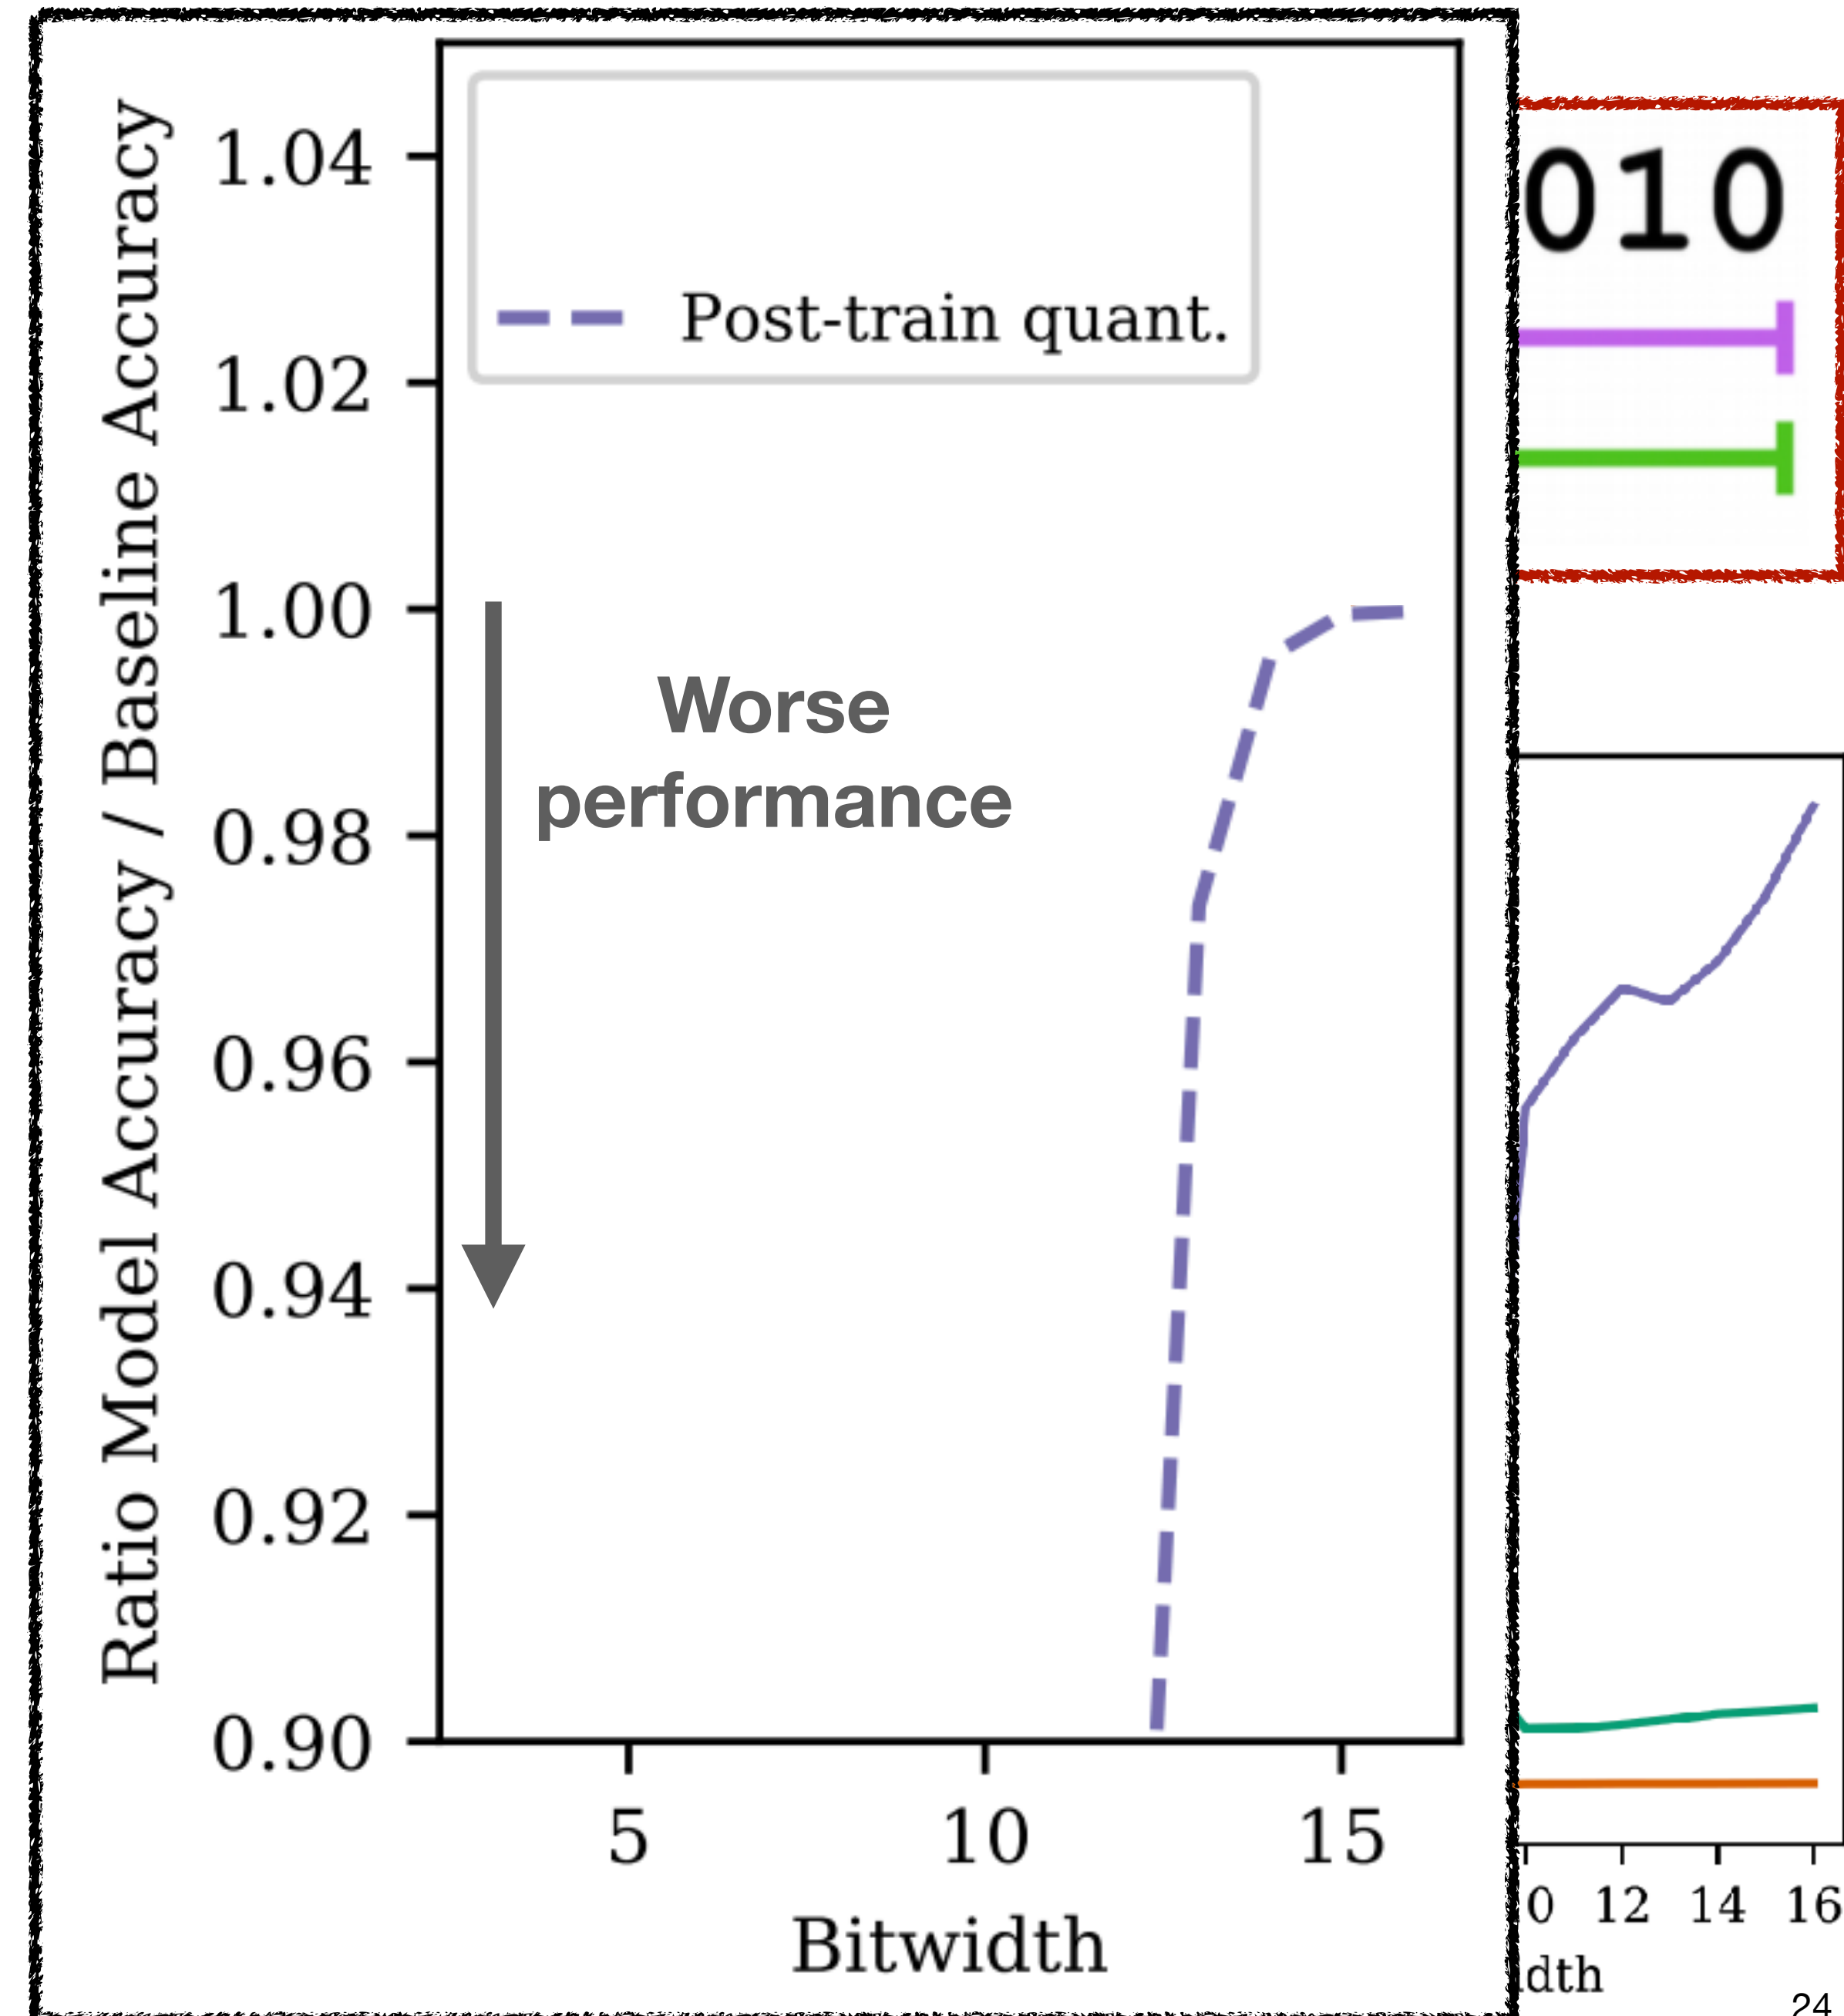 Ratio Model Accuracy / Baseline Accuracy
1.04
1.02
1.00
0.98
0.96
0.94
0.92
0.90
Post-train quant.
Worse
performance
5 10 15
Bitwidth
010
0 12 14 16
dth
24